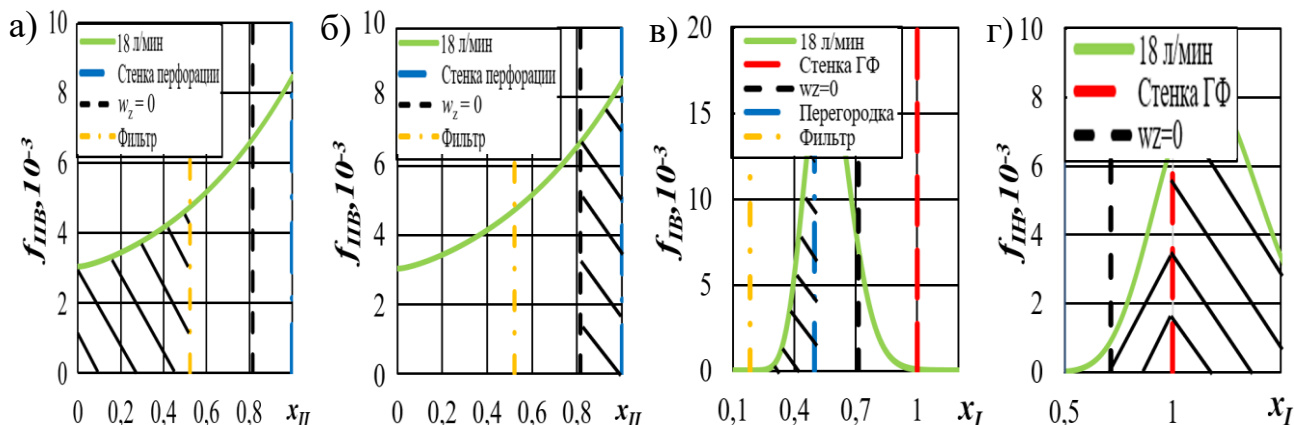 а)
f_IIB, 10⁻³
10
8
6
4
2
0
18 л/мин
Стенка перфорации
w_z = 0
Фильтр
0 0,2 0,4 0,6 0,8 x_II
б)
f_IIB, 10⁻³
10
8
6
4
2
0
18 л/мин
Стенка перфорации
w_z = 0
Фильтр
0 0,2 0,4 0,6 0,8 x_II
в)
f_IB, 10⁻³
20
15
10
5
0
18 л/мин
Стенка ГФ
wz=0
Перегородка
Фильтр
0,1 0,4 0,7 1 x_I
г)
f_IH, 10⁻³
10
8
6
4
2
0
18 л/мин
Стенка ГФ
wz=0
0,5 1 x_I